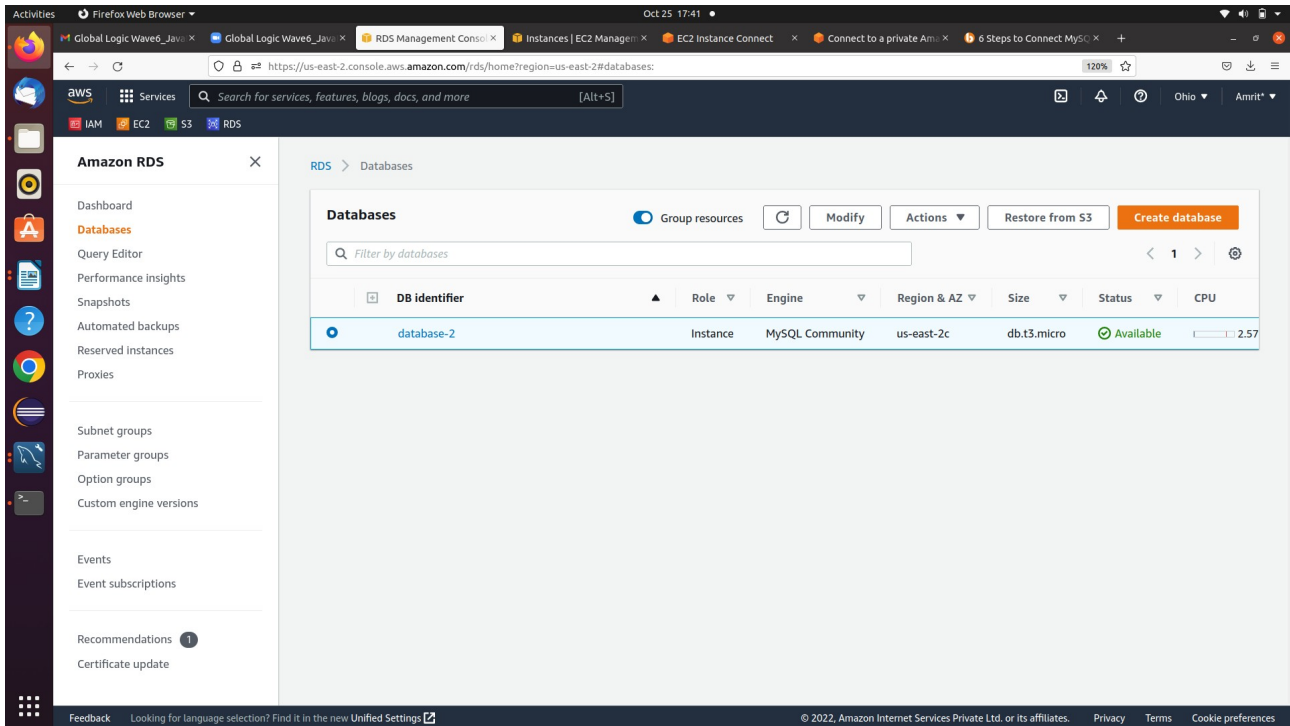 Activities Firefox Web Browser Oct 25 17:41
Global Logic Wave6_Java Global Logic Wave6_Java RDS Management Consol Instances | EC2 Managem EC2 Instance Connect Connect to a private Ama 6 Steps to Connect MySQ
https://us-east-2.console.aws.amazon.com/rds/home?region=us-east-2#databases: 120%
aws Services Search for services, features, blogs, docs, and more [Alt+S] Ohio Amrit*
IAM EC2 S3 RDS
Amazon RDS
Dashboard
Databases
Query Editor
Performance insights
Snapshots
Automated backups
Reserved instances
Proxies
Subnet groups
Parameter groups
Option groups
Custom engine versions
Events
Event subscriptions
Recommendations 1
Certificate update
RDS > Databases
Databases Group resources Modify Actions Restore from S3 Create database
Filter by databases 1
DB identifier Role Engine Region & AZ Size Status CPU
database-2 Instance MySQL Community us-east-2c db.t3.micro Available 2.57
Feedback Looking for language selection? Find it in the new Unified Settings © 2022, Amazon Internet Services Private Ltd. or its affiliates. Privacy Terms Cookie preferences